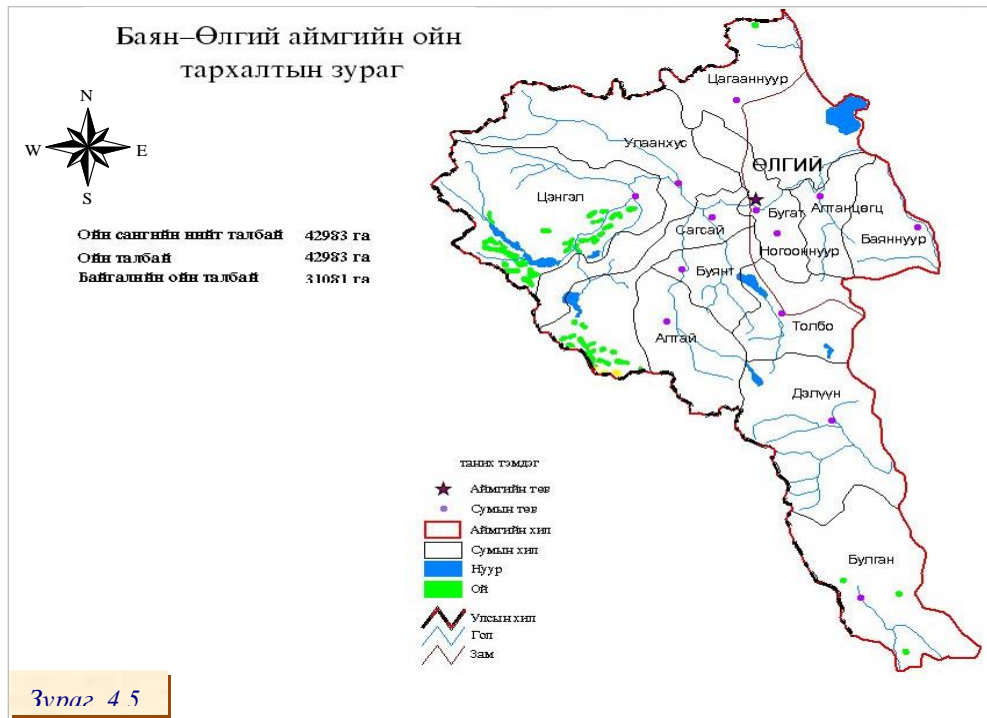 Баян–Өлгий аймгийн ойн
тархалтын зураг
N
W E
S
Ойн сангийн нийт талбай 42983 га
Ойн талбай 42983 га
Байгалийн ойн талбай 31081 га
Цагааннуур
Улаанхус
ӨЛГИЙ
Цэнгэл
Бугат
Алтанцөгц
Сагсай
Ногооннуур
Баяннуур
Буянт
Толбо
Алтай
Дэлүүн
Булган
таних тэмдэг
Аймгийн төв
Сумын төв
Аймгийн хил
Сумын хил
Нуур
Ой
Улсын хил
Гол
Зам
Зураг 4.5